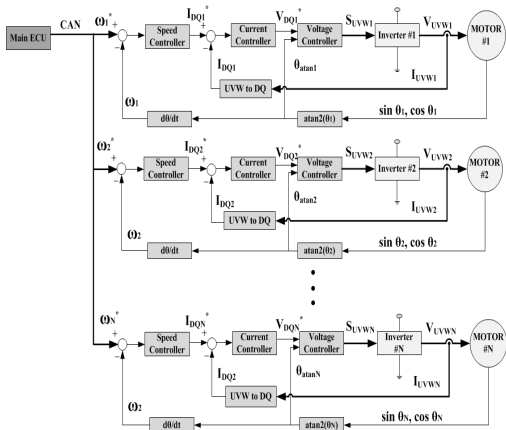 Main ECU
CAN
ω1*
+
−
Speed Controller
IDQ1*
+
−
Current Controller
VDQ1*
Voltage Controller
SUVW1
Inverter #1
VUVW1
MOTOR #1
IDQ1
θatan1
IUVW1
UVW to DQ
ω1
dθ/dt
atan2(θ1)
sin θ1, cos θ1
ω2*
+
−
Speed Controller
IDQ2*
+
−
Current Controller
VDQ2*
Voltage Controller
SUVW2
Inverter #2
VUVW2
MOTOR #2
IDQ2
θatan2
IUVW2
UVW to DQ
ω2
dθ/dt
atan2(θ2)
sin θ2, cos θ2
ωN*
+
−
Speed Controller
IDQN*
+
−
Current Controller
VDQN*
Voltage Controller
SUVWN
Inverter #N
VUVWN
MOTOR #N
IDQ2
θatanN
IUVWN
UVW to DQ
ω2
dθ/dt
atan2(θN)
sin θN, cos θN